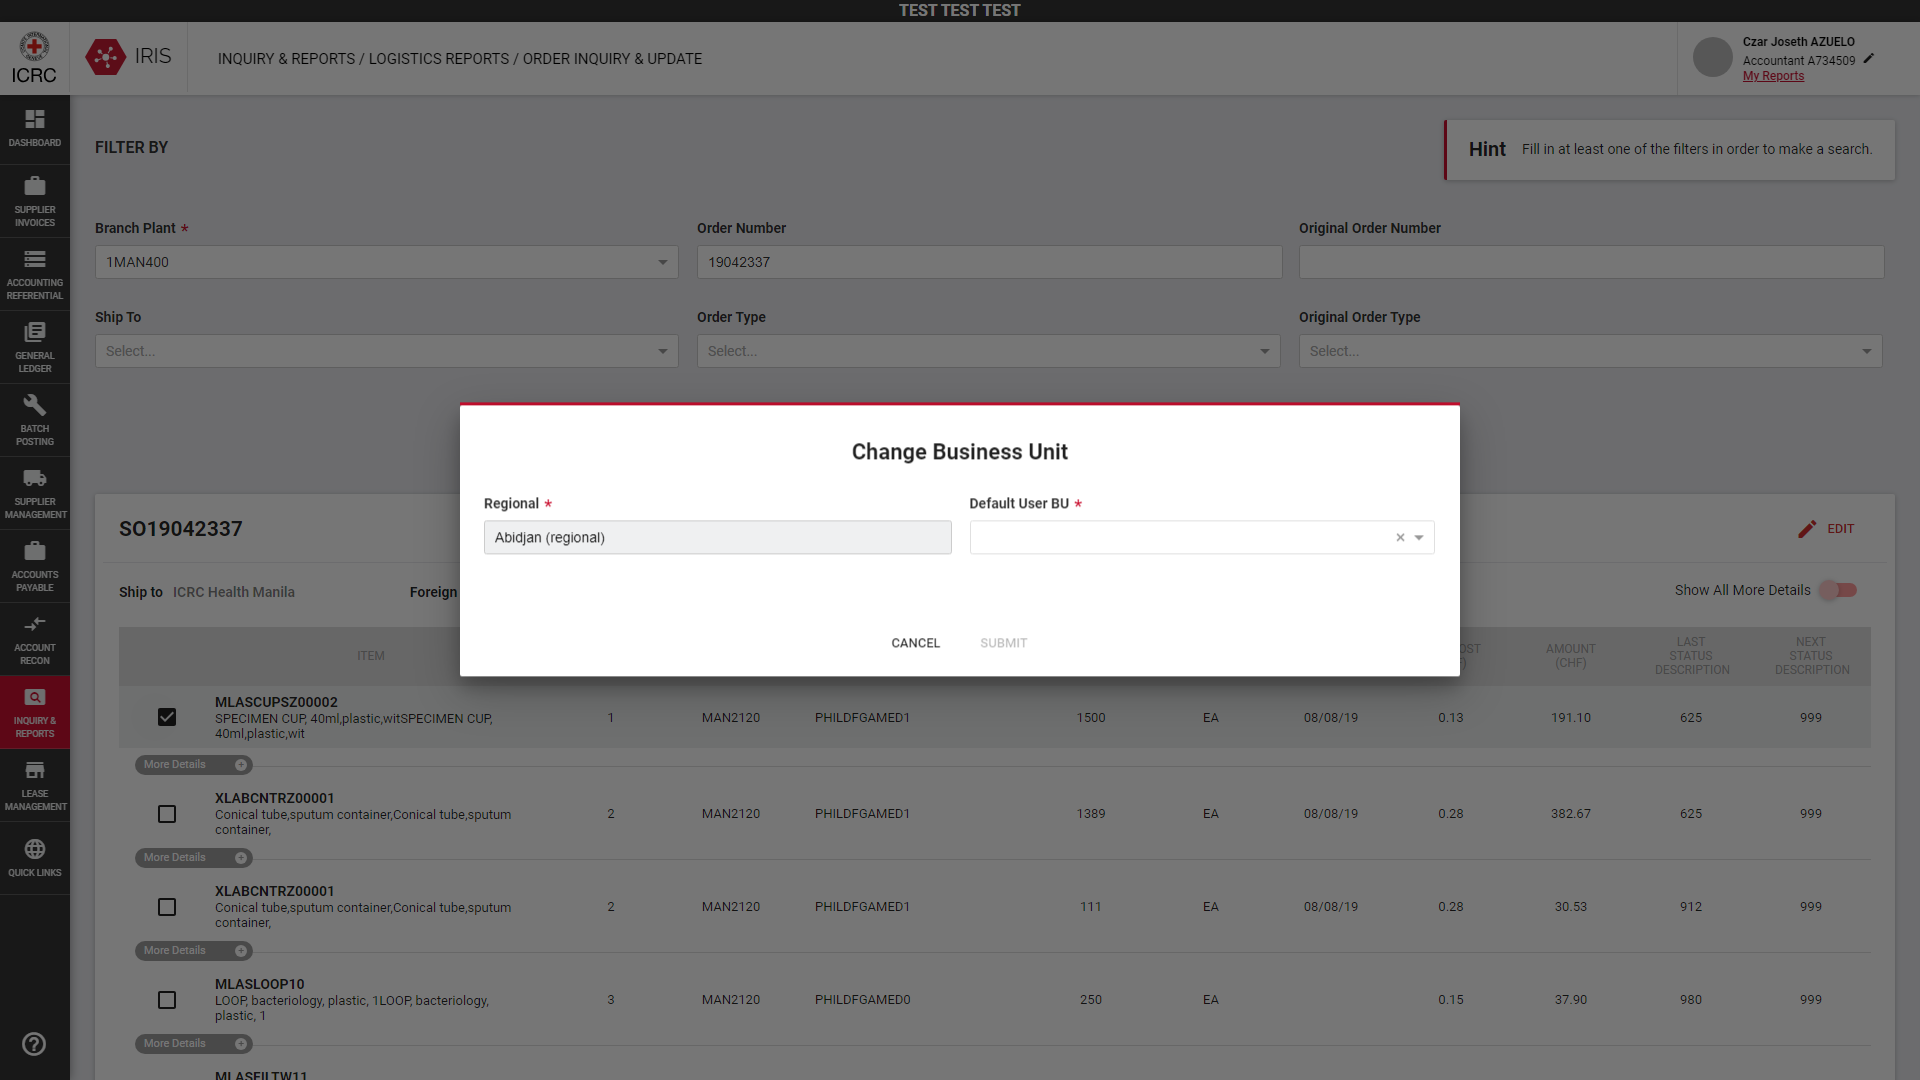 TEST TEST TEST
ICRC
IRIS
INQUIRY & REPORTS / LOGISTICS REPORTS / ORDER INQUIRY & UPDATE
Czar Joseth AZUELO
Accountant A734509
My Reports
DASHBOARD
SUPPLIER
INVOICES
ACCOUNTING
REFERENTIAL
GENERAL
LEDGER
BATCH
POSTING
SUPPLIER
MANAGEMENT
ACCOUNTS
PAYABLE
ACCOUNT
RECON
INQUIRY &
REPORTS
LEASE
MANAGEMENT
QUICK LINKS
FILTER BY
Hint Fill in at least one of the filters in order to make a search.
Branch Plant * Order Number Original Order Number
1MAN400 19042337
Ship To Order Type Original Order Type
Select... Select... Select...
Change Business Unit
Regional * Default User BU *
Abidjan (regional)
CANCEL SUBMIT
SO19042337 EDIT
Ship to ICRC Health Manila Foreign Show All More Details
ITEM
AMOUNT
(CHF)
LAST
STATUS
DESCRIPTION
NEXT
STATUS
DESCRIPTION
MLASCUPSZ00002
SPECIMEN CUP, 40ml,plastic,witSPECIMEN CUP,
40ml,plastic,wit
1 MAN2120 PHILDFGAMED1 1500 EA 08/08/19 0.13 191.10 625 999
More Details
XLABCNTRZ00001
Conical tube,sputum container,Conical tube,sputum
container,
2 MAN2120 PHILDFGAMED1 1389 EA 08/08/19 0.28 382.67 625 999
More Details
XLABCNTRZ00001
Conical tube,sputum container,Conical tube,sputum
container,
2 MAN2120 PHILDFGAMED1 111 EA 08/08/19 0.28 30.53 912 999
More Details
MLASLOOP10
LOOP, bacteriology, plastic, 1LOOP, bacteriology,
plastic, 1
3 MAN2120 PHILDFGAMED0 250 EA 0.15 37.90 980 999
More Details
MLASFILTW11